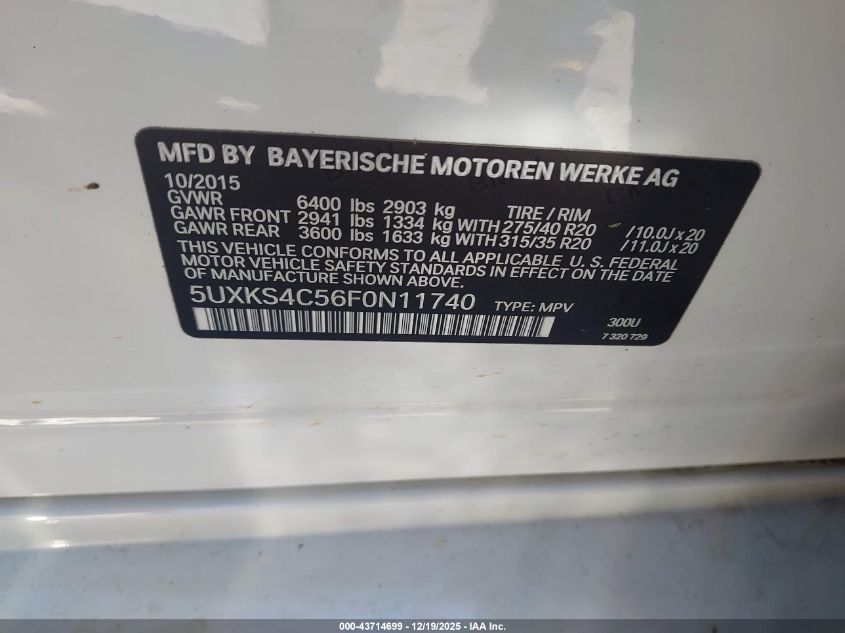 MFD BY BAYERISCHE MOTOREN WERKE AG
10/2015
GVWR 6400 lbs 2903 kg TIRE / RIM
GAWR FRONT 2941 lbs 1334 kg WITH 275/40 R20 / 10.0J x 20
GAWR REAR 3600 lbs 1633 kg WITH 315/35 R20 / 11.0J x 20
THIS VEHICLE CONFORMS TO ALL APPLICABLE U.S. FEDERAL
MOTOR VEHICLE SAFETY STANDARDS IN EFFECT ON THE DATE
OF MANUFACTURE SHOWN ABOVE.
5UXKS4C56F0N11740 TYPE: MPV
300U
7 320 729
000-43714699 - 12/19/2025 - IAA Inc.